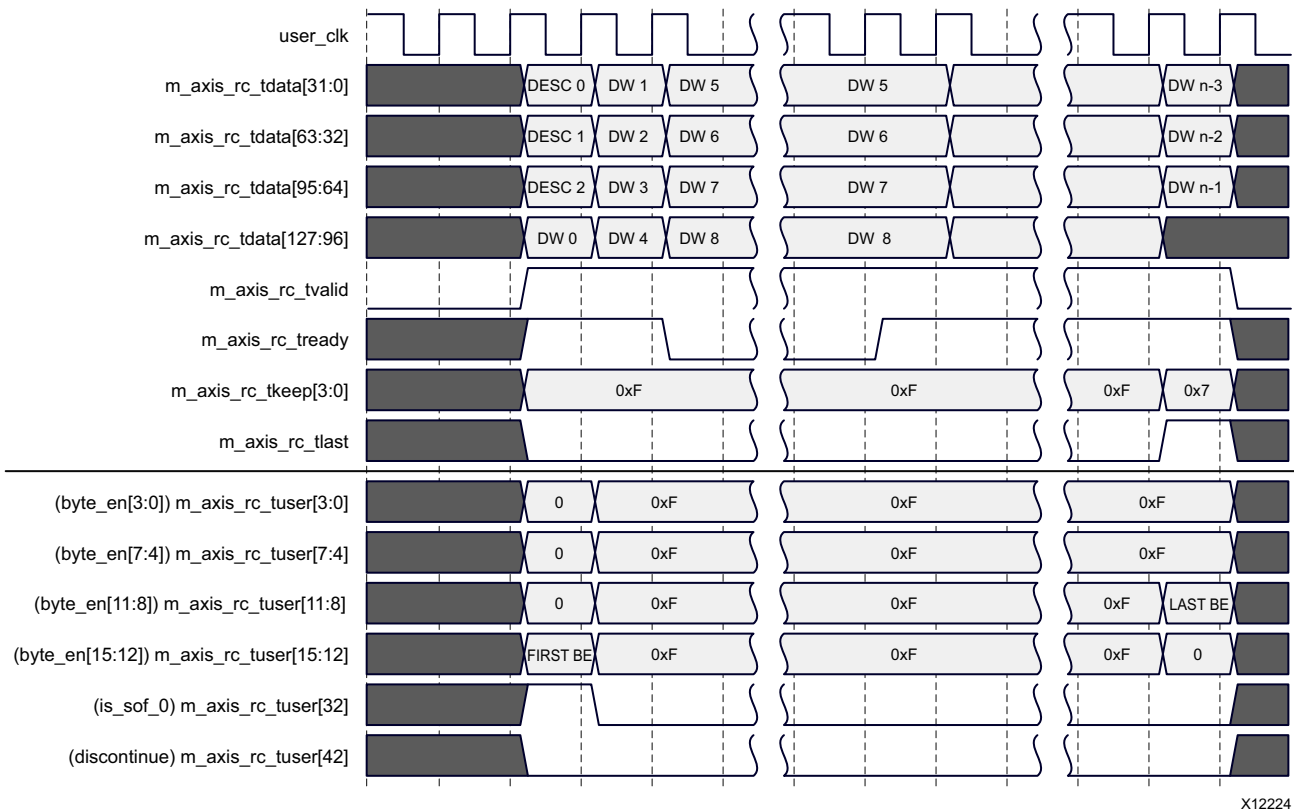 user_clk
m_axis_rc_tdata[31:0] DESC 0 DW 1 DW 5 DW 5 DW n-3
m_axis_rc_tdata[63:32] DESC 1 DW 2 DW 6 DW 6 DW n-2
m_axis_rc_tdata[95:64] DESC 2 DW 3 DW 7 DW 7 DW n-1
m_axis_rc_tdata[127:96] DW 0 DW 4 DW 8 DW 8
m_axis_rc_tvalid
m_axis_rc_tready
m_axis_rc_tkeep[3:0] 0xF 0xF 0xF 0x7
m_axis_rc_tlast
(byte_en[3:0]) m_axis_rc_tuser[3:0] 0 0xF 0xF 0xF
(byte_en[7:4]) m_axis_rc_tuser[7:4] 0 0xF 0xF 0xF
(byte_en[11:8]) m_axis_rc_tuser[11:8] 0 0xF 0xF 0xF LAST BE
(byte_en[15:12]) m_axis_rc_tuser[15:12] FIRST BE 0xF 0xF 0xF 0
(is_sof_0) m_axis_rc_tuser[32]
(discontinue) m_axis_rc_tuser[42]
X12224